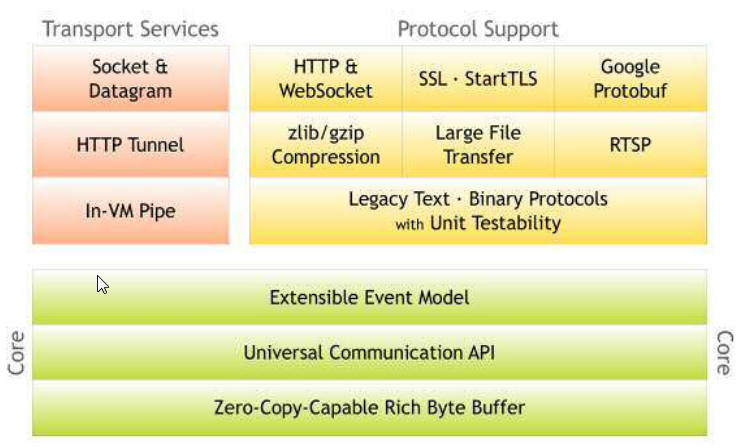 Transport Services
Protocol Support
Socket &
Datagram
HTTP Tunnel
In-VM Pipe
HTTP &
WebSocket
SSL · StartTLS
Google
Protobuf
zlib/gzip
Compression
Large File
Transfer
RTSP
Legacy Text · Binary Protocols
with Unit Testability
Core
Extensible Event Model
Universal Communication API
Zero-Copy-Capable Rich Byte Buffer
Core